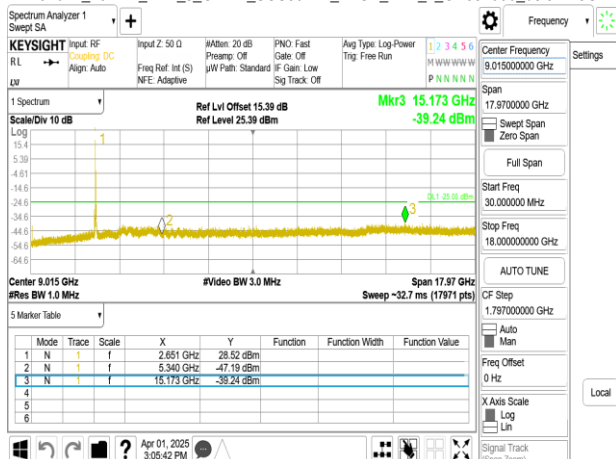 Spectrum Analyzer 1
Swept SA
Frequency
Settings
KEYSIGHT
RL
Input: RF
Coupling: DC
Align: Auto
Input Z: 50 Ω
Freq Ref: Int (S)
NFE: Adaptive
#Atten: 20 dB
Preamp: Off
µW Path: Standard
PNO: Fast
Gate: Off
IF Gain: Low
Sig Track: Off
Avg Type: Log-Power
Trig: Free Run
1 2 3 4 5 6
M W W W W W
P N N N N N
1 Spectrum
Scale/Div 10 dB
Ref Lvl Offset 15.39 dB
Ref Level 25.39 dBm
Mkr3 15.173 GHz
-39.24 dBm
Log
15.4
5.39
-4.61
-14.6
-24.6
-34.6
-44.6
-54.6
-64.6
DL1 -25.00 dBm
1
2
3
Center 9.015 GHz
#Res BW 1.0 MHz
#Video BW 3.0 MHz
Span 17.97 GHz
Sweep ~32.7 ms (17971 pts)
5 Marker Table
Mode Trace Scale X Y Function Function Width Function Value
1 N 1 f 2.651 GHz 28.52 dBm
2 N 1 f 5.340 GHz -47.19 dBm
3 N 1 f 15.173 GHz -39.24 dBm
4
5
6
Apr 01, 2025
3:05:42 PM
Center Frequency
9.015000000 GHz
Span
17.9700000 GHz
Swept Span
Zero Span
Full Span
Start Freq
30.000000 MHz
Stop Freq
18.000000000 GHz
AUTO TUNE
CF Step
1.797000000 GHz
Auto
Man
Freq Offset
0 Hz
X Axis Scale
Log
Lin
Signal Track
Local